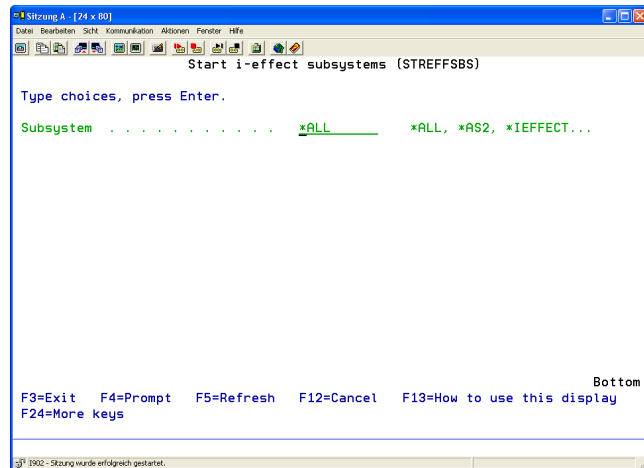 Sitzung A - [24 x 80]
Datei Bearbeiten Sicht Kommunikation Aktionen Fenster Hilfe
Start i-effect subsystems (STREFFSBS)
Type choices, press Enter.
Subsystem . . . . . . . . . . . *ALL *ALL, *AS2, *IEFFECT...
Bottom
F3=Exit F4=Prompt F5=Refresh F12=Cancel F13=How to use this display
F24=More keys
I902 - Sitzung wurde erfolgreich gestartet.